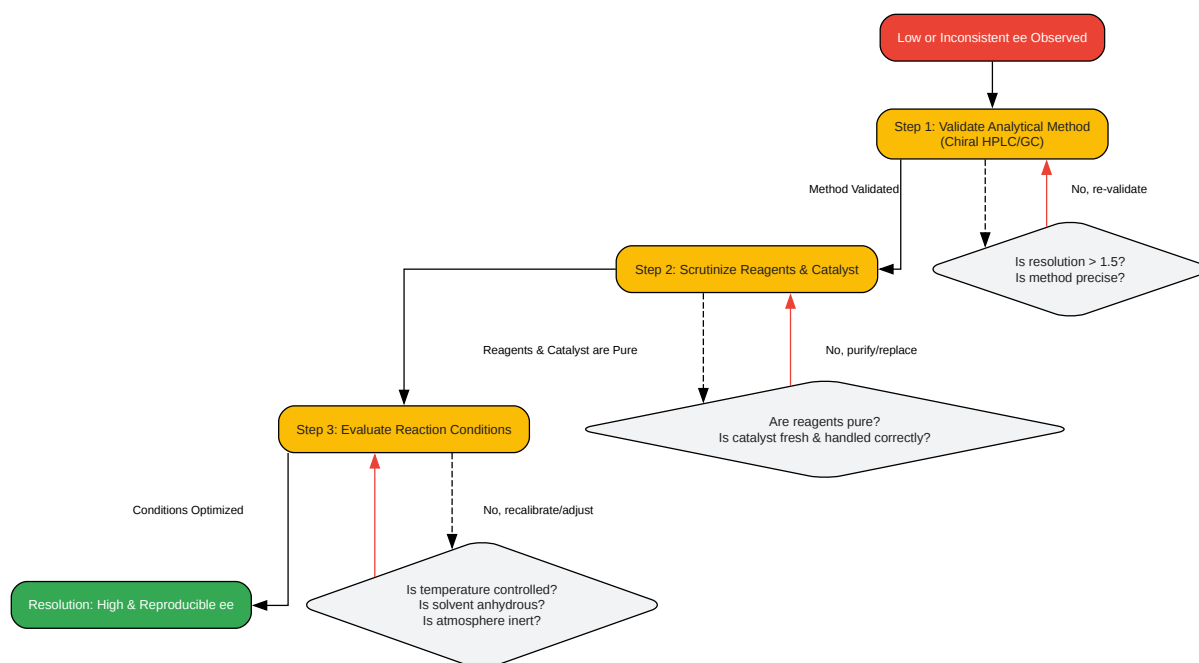 Low or Inconsistent ee Observed
Step 1: Validate Analytical Method
(Chiral HPLC/GC)
Method Validated
No, re-validate
Is resolution > 1.5?
Is method precise?
Step 2: Scrutinize Reagents & Catalyst
Reagents & Catalyst are Pure
No, purify/replace
Are reagents pure?
Is catalyst fresh & handled correctly?
Step 3: Evaluate Reaction Conditions
Conditions Optimized
No, recalibrate/adjust
Is temperature controlled?
Is solvent anhydrous?
Is atmosphere inert?
Resolution: High & Reproducible ee